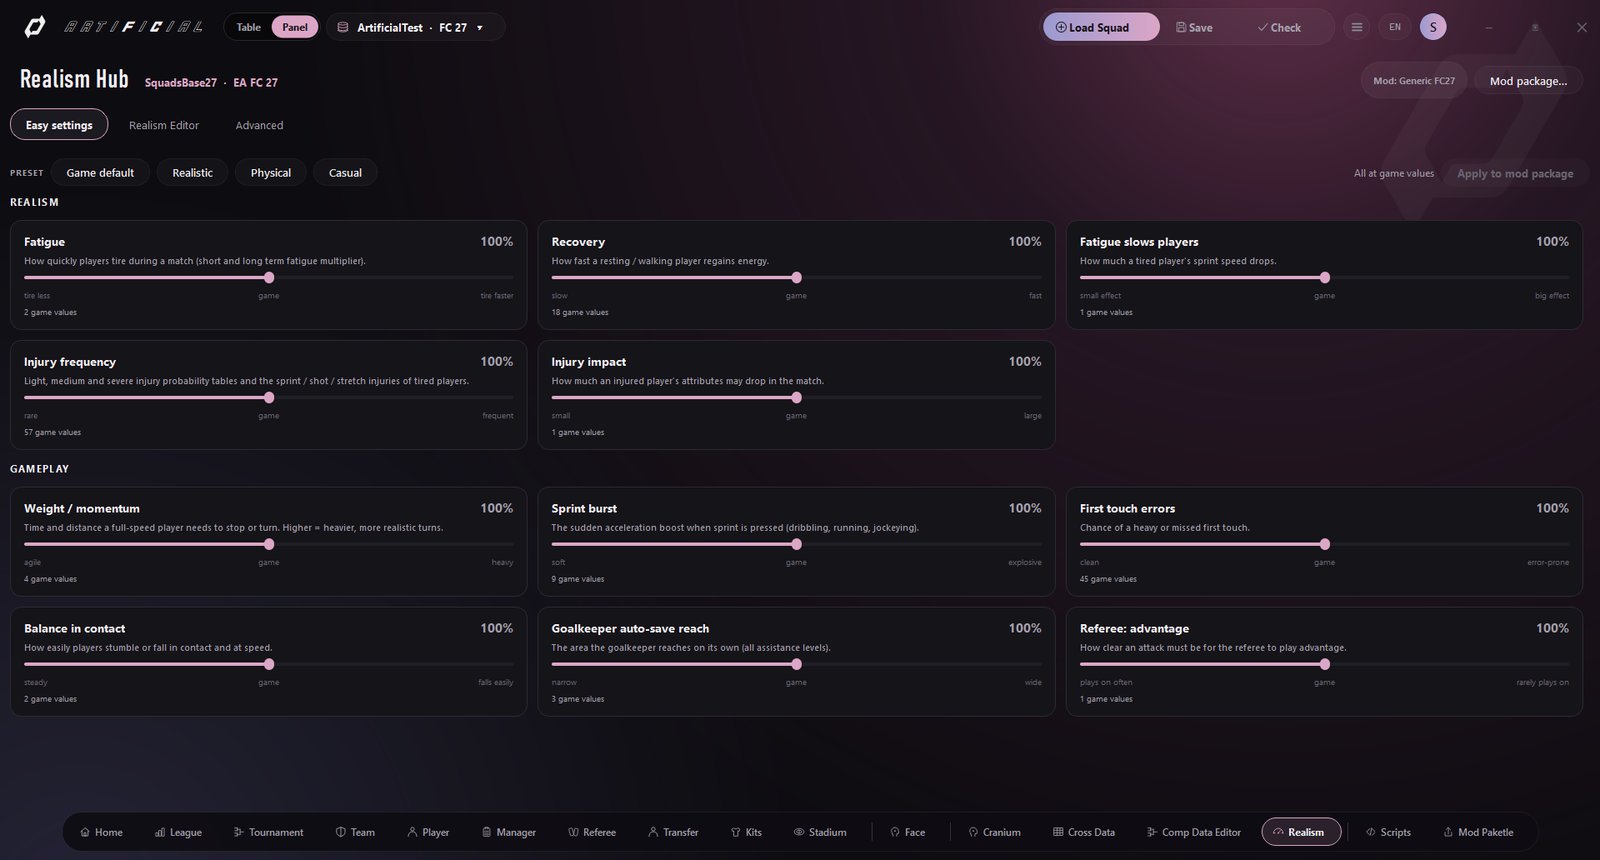 ARTIFICIAL
Table Panel ArtificialTest · FC 27
Load Squad Save Check EN S
Realism Hub SquadsBase27 · EA FC 27
Mod: Generic FC27 Mod package...
Easy settings Realism Editor Advanced
PRESET Game default Realistic Physical Casual
All at game values Apply to mod package
REALISM
Fatigue 100%
How quickly players tire during a match (short and long term fatigue multiplier).
tire less game tire faster
2 game values
Recovery 100%
How fast a resting / walking player regains energy.
slow game fast
18 game values
Fatigue slows players 100%
How much a tired player's sprint speed drops.
small effect game big effect
1 game values
Injury frequency 100%
Light, medium and severe injury probability tables and the sprint / shot / stretch injuries of tired players.
rare game frequent
57 game values
Injury impact 100%
How much an injured player's attributes may drop in the match.
small game large
1 game values
GAMEPLAY
Weight / momentum 100%
Time and distance a full-speed player needs to stop or turn. Higher = heavier, more realistic turns.
agile game heavy
4 game values
Sprint burst 100%
The sudden acceleration boost when sprint is pressed (dribbling, running, jockeying).
soft game explosive
9 game values
First touch errors 100%
Chance of a heavy or missed first touch.
clean game error-prone
45 game values
Balance in contact 100%
How easily players stumble or fall in contact and at speed.
steady game falls easily
2 game values
Goalkeeper auto-save reach 100%
The area the goalkeeper reaches on its own (all assistance levels).
narrow game wide
3 game values
Referee: advantage 100%
How clear an attack must be for the referee to play advantage.
plays on often game rarely plays on
1 game values
Home League Tournament Team Player Manager Referee Transfer Kits Stadium Face Cranium Cross Data Comp Data Editor Realism Scripts Mod Paketle